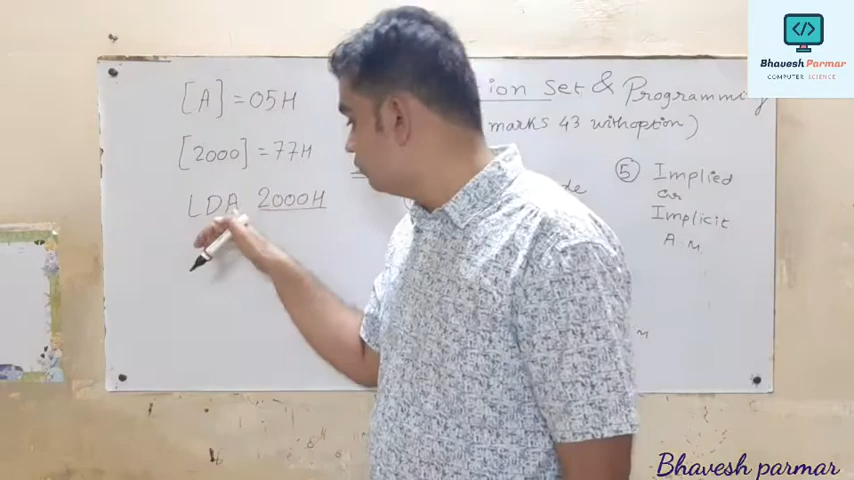 [A] = 05H
[2000] = 77H
LDA 2000H
ion Set & Programming
marks 43 withoption)
de
⑤ Implied
or
Implicit
A.M.
m
</>
Bhavesh Parmar
COMPUTER SCIENCE
Bhavesh parmar